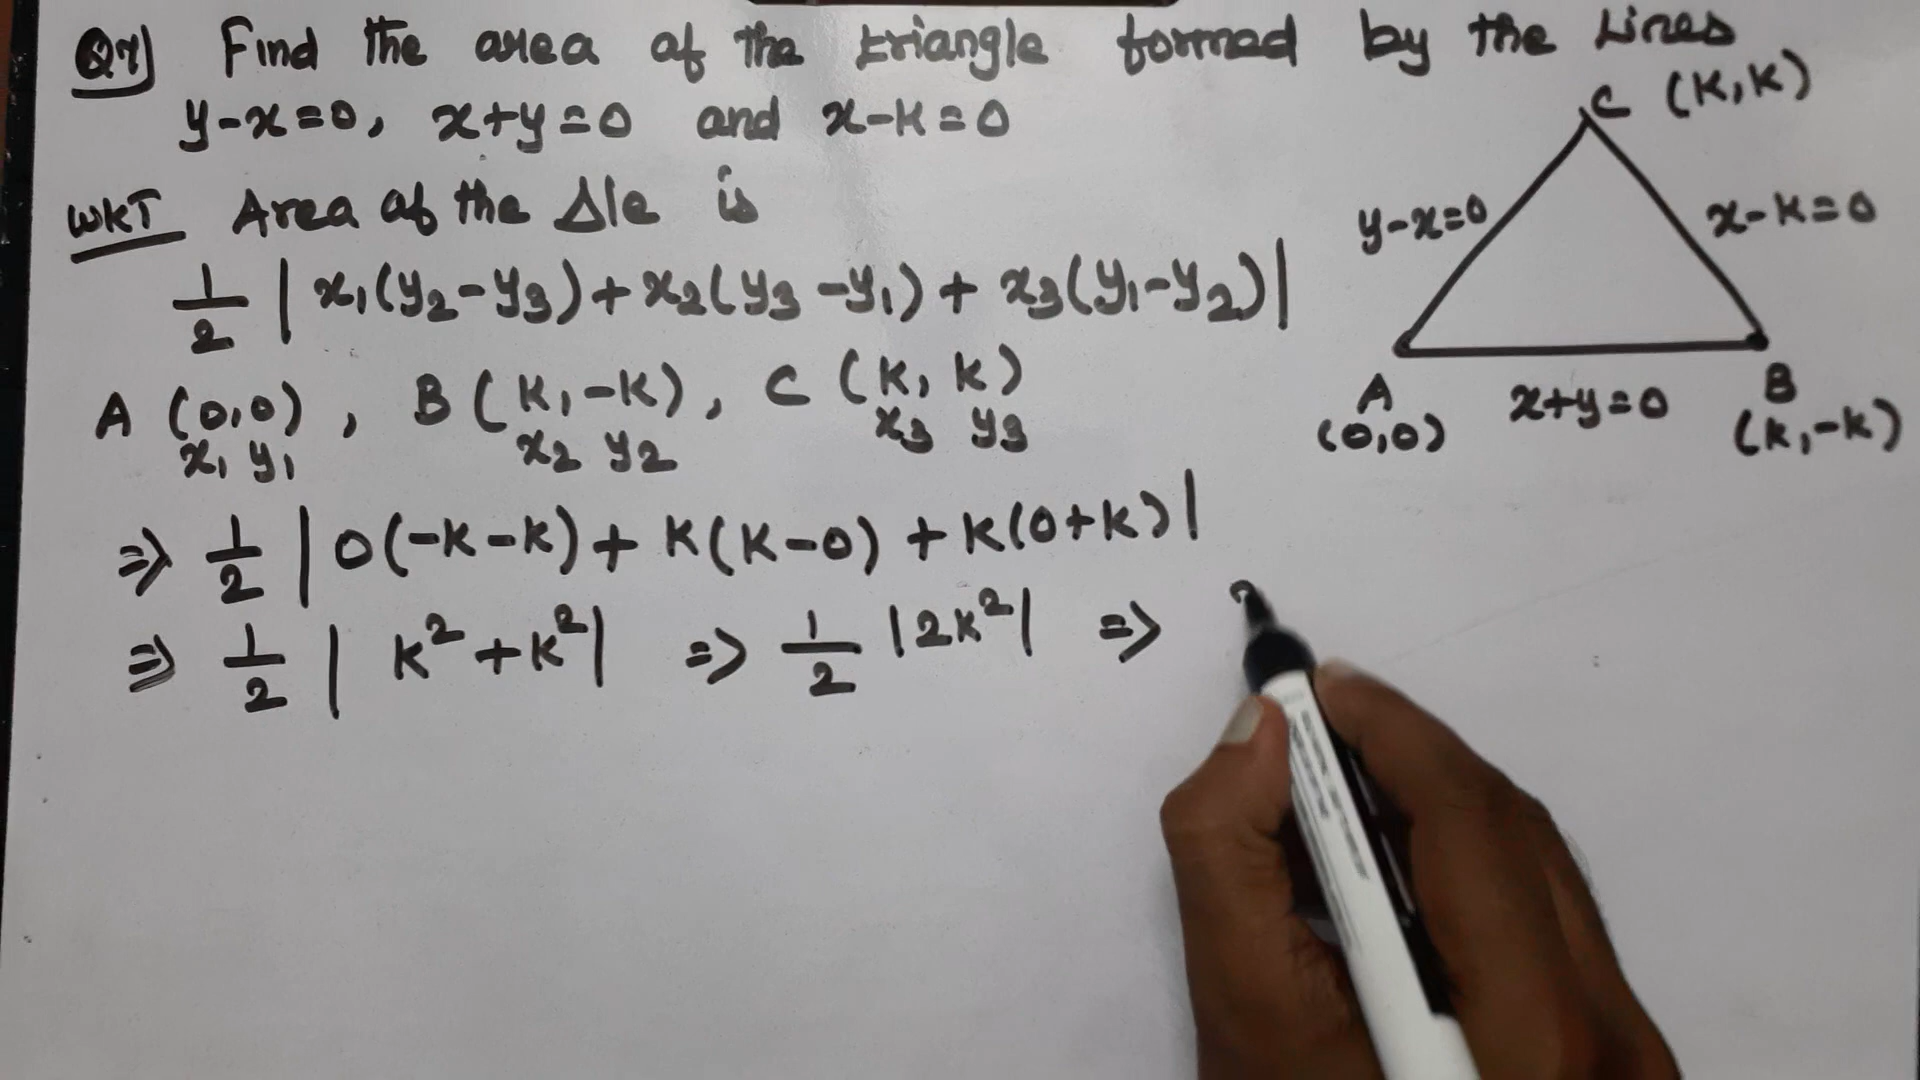 Q7) Find the area of the triangle formed by the Lines
y-x=0, x+y=0 and x-k=0
WKT Area of the Δle is
1/2 | x₁(y₂-y₃)+x₂(y₃-y₁)+x₃(y₁-y₂)|
A (0,0), B(k,-k), C (k, k)
x₁ y₁ x₂ y₂ x₃ y₃
⇒ 1/2 | 0(-k-k)+ k(k-0) +k(0+k)|
⇒ 1/2 | k²+k²| ⇒ 1/2 |2k²| ⇒
C (k,k)
y-x=0
x-k=0
A
(0,0)
x+y=0
B
(k,-k)